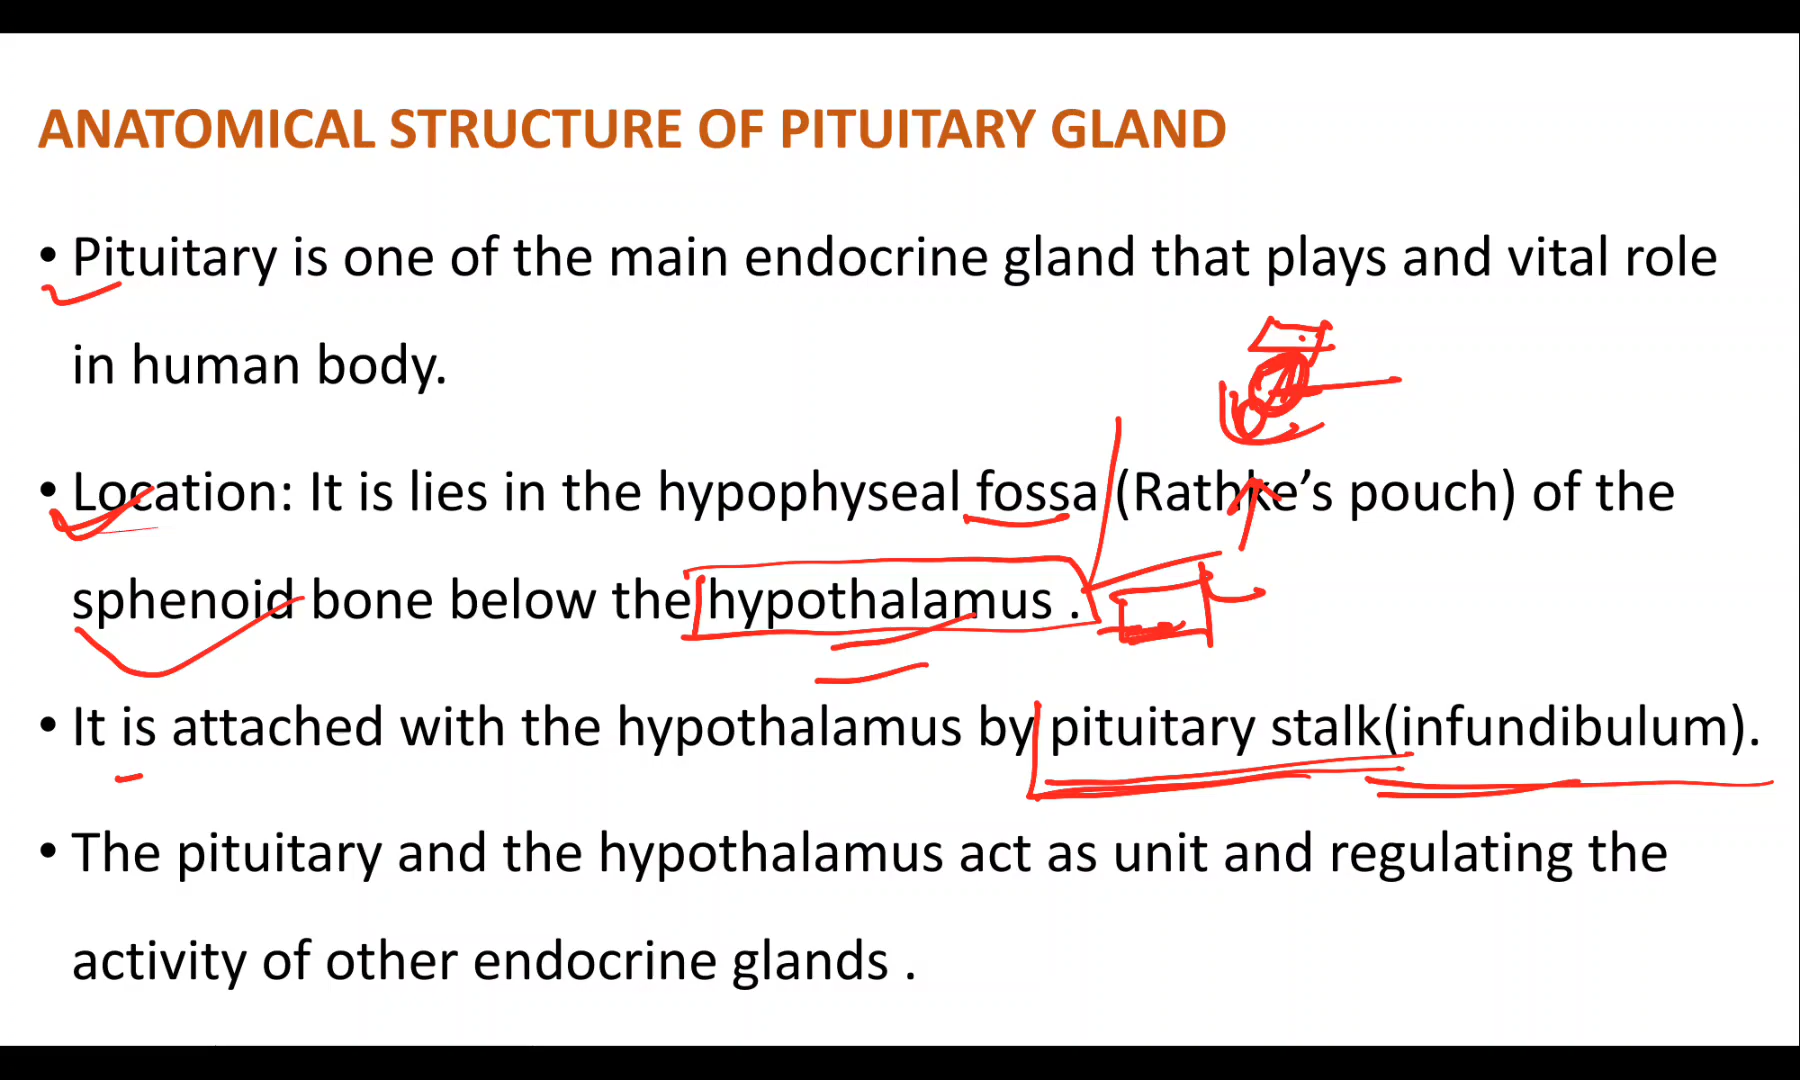 ANATOMICAL STRUCTURE OF PITUITARY GLAND
• Pituitary is one of the main endocrine gland that plays and vital role
in human body.
• Location: It is lies in the hypophyseal fossa (Rathke’s pouch) of the
sphenoid bone below the hypothalamus .
• It is attached with the hypothalamus by pituitary stalk(infundibulum).
• The pituitary and the hypothalamus act as unit and regulating the
activity of other endocrine glands .